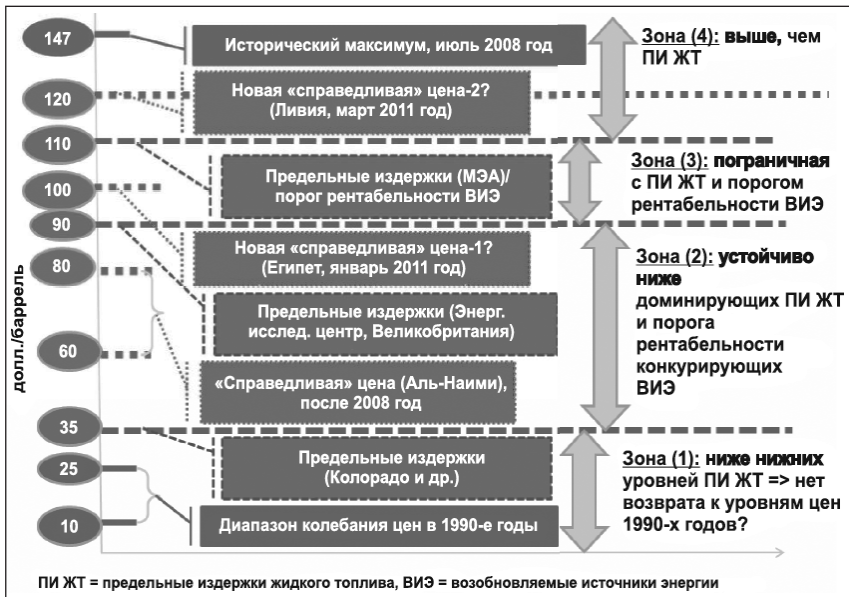 долл./баррель
147
120
110
100
90
80
60
35
25
10
Исторический максимум, июль 2008 год
Новая «справедливая» цена-2?
(Ливия, март 2011 год)
Предельные издержки (МЭА)/
порог рентабельности ВИЭ
Новая «справедливая» цена-1?
(Египет, январь 2011 год)
Предельные издержки (Энерг.
исслед. центр, Великобритания)
«Справедливая» цена (Аль-Наими),
после 2008 год
Предельные издержки
(Колорадо и др.)
Диапазон колебания цен в 1990-е годы
Зона (4): выше, чем
ПИ ЖТ
Зона (3): пограничная
с ПИ ЖТ и порогом
рентабельности ВИЭ
Зона (2): устойчиво
ниже
доминирующих ПИ ЖТ
и порога
рентабельности
конкурирующих
ВИЭ
Зона (1): ниже нижних
уровней ПИ ЖТ => нет
возврата к уровням цен
1990-х годов?
ПИ ЖТ = предельные издержки жидкого топлива, ВИЭ = возобновляемые источники энергии